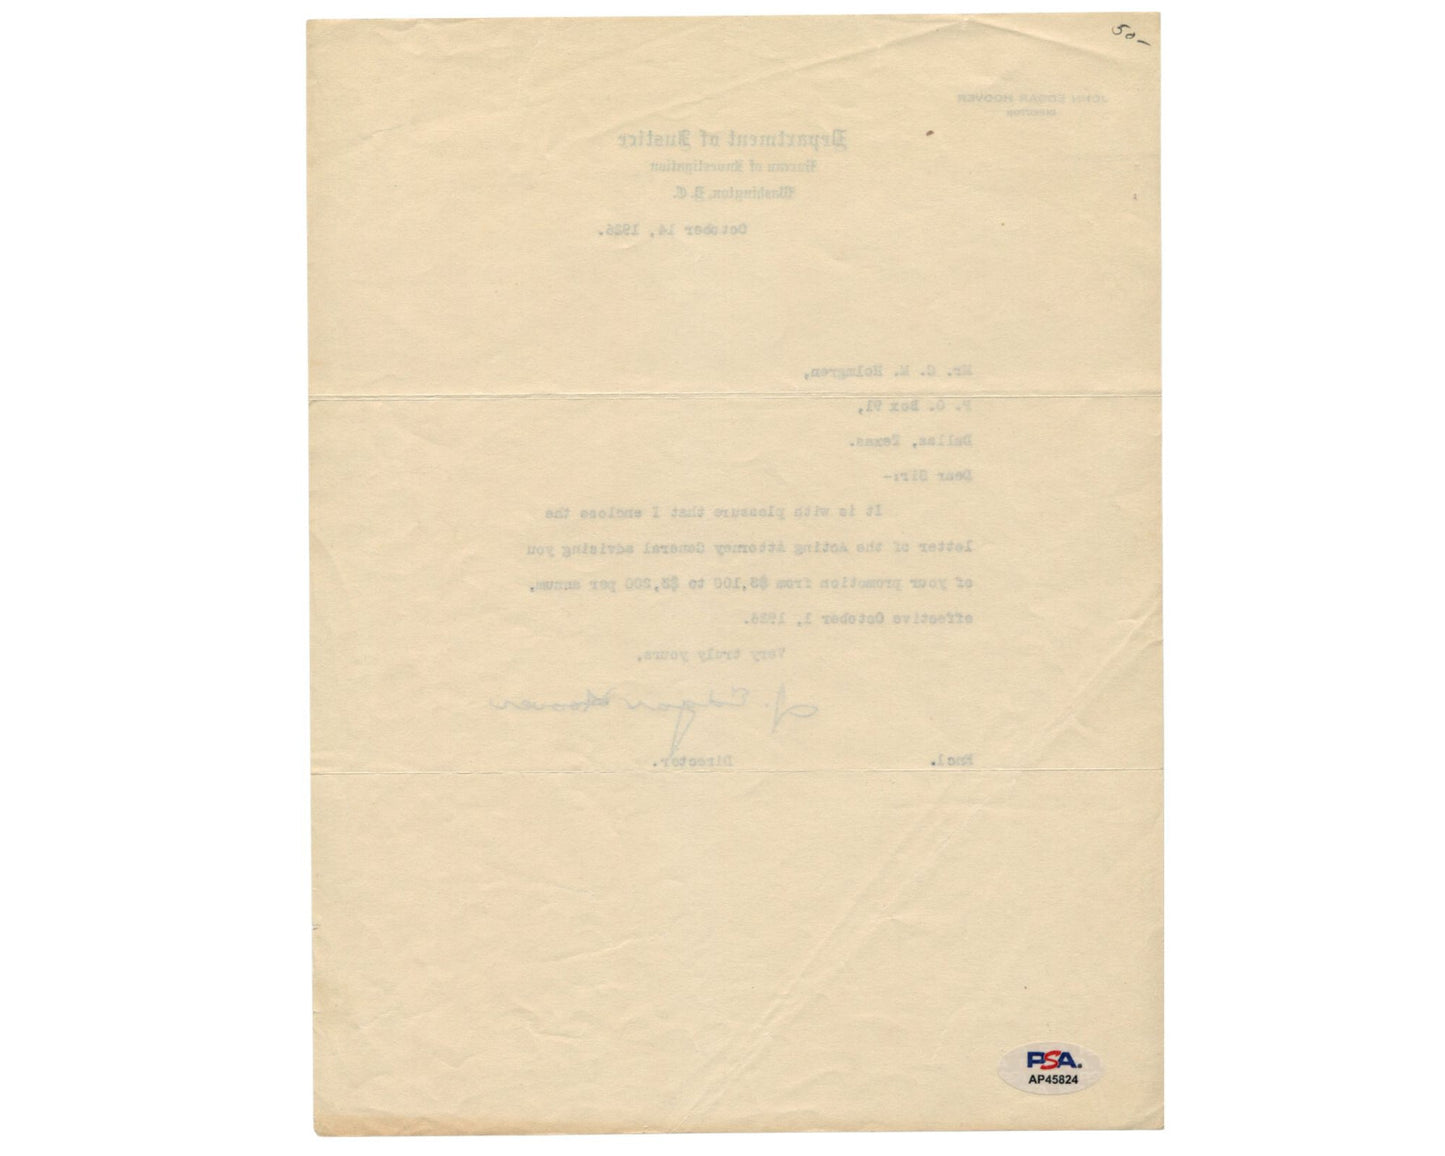 50-
JOHN EDGAR HOOVER
DIRECTOR
Department of Justice
Bureau of Investigation
Washington, D. C.
October 14, 1926.
Mr. C. M. Holmgren,
P. O. Box 91,
Dallas, Texas.
Dear Sir:-
It is with pleasure that I enclose the
letter of the Acting Attorney General advising you
of your promotion from $3,100 to $3,200 per annum,
effective October 1, 1926.
Very truly yours,
J. Edgar Hoover
Encl. Director.
PSA.
AP45824